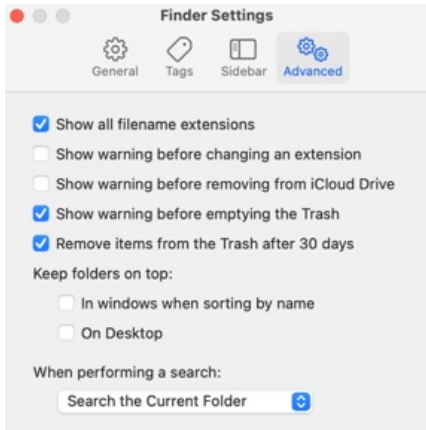 Finder Settings
General Tags Sidebar Advanced
Show all filename extensions
Show warning before changing an extension
Show warning before removing from iCloud Drive
Show warning before emptying the Trash
Remove items from the Trash after 30 days
Keep folders on top:
In windows when sorting by name
On Desktop
When performing a search:
Search the Current Folder